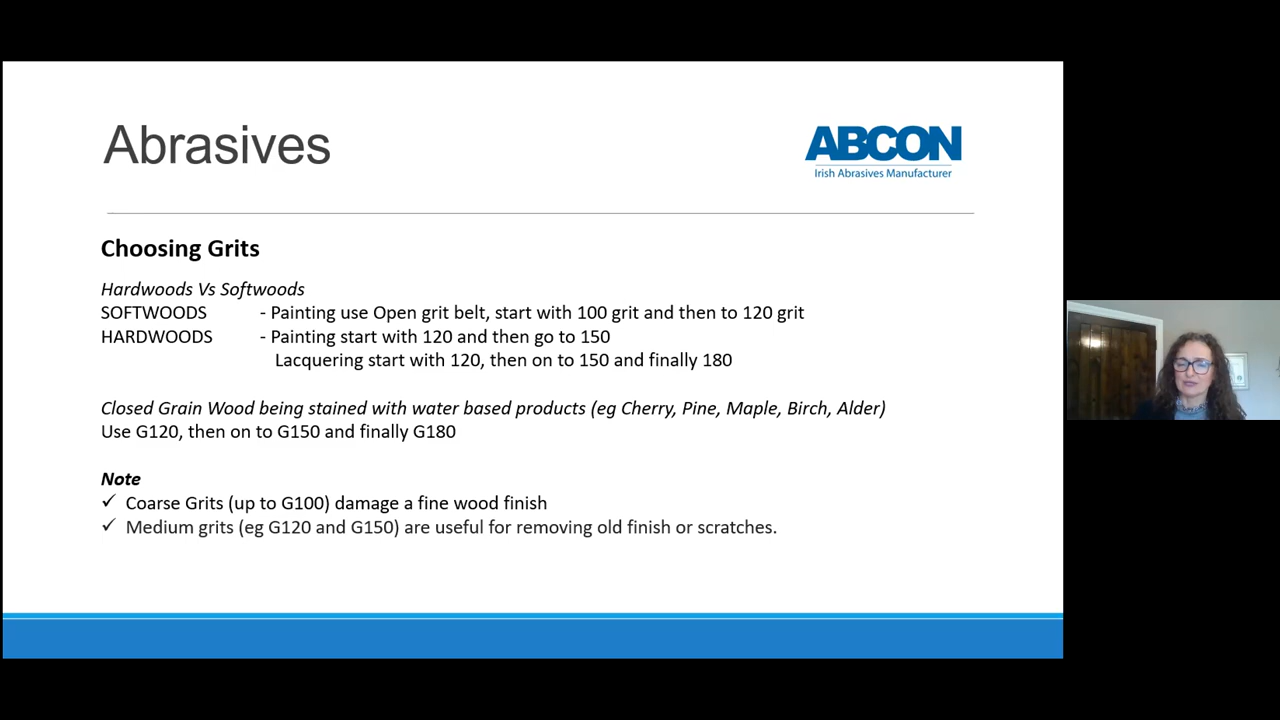 Abrasives
ABCON
Irish Abrasives Manufacturer
Choosing Grits
Hardwoods Vs Softwoods
SOFTWOODS - Painting use Open grit belt, start with 100 grit and then to 120 grit
HARDWOODS - Painting start with 120 and then go to 150
Lacquering start with 120, then on to 150 and finally 180
Closed Grain Wood being stained with water based products (eg Cherry, Pine, Maple, Birch, Alder)
Use G120, then on to G150 and finally G180
Note
✓ Coarse Grits (up to G100) damage a fine wood finish
✓ Medium grits (eg G120 and G150) are useful for removing old finish or scratches.